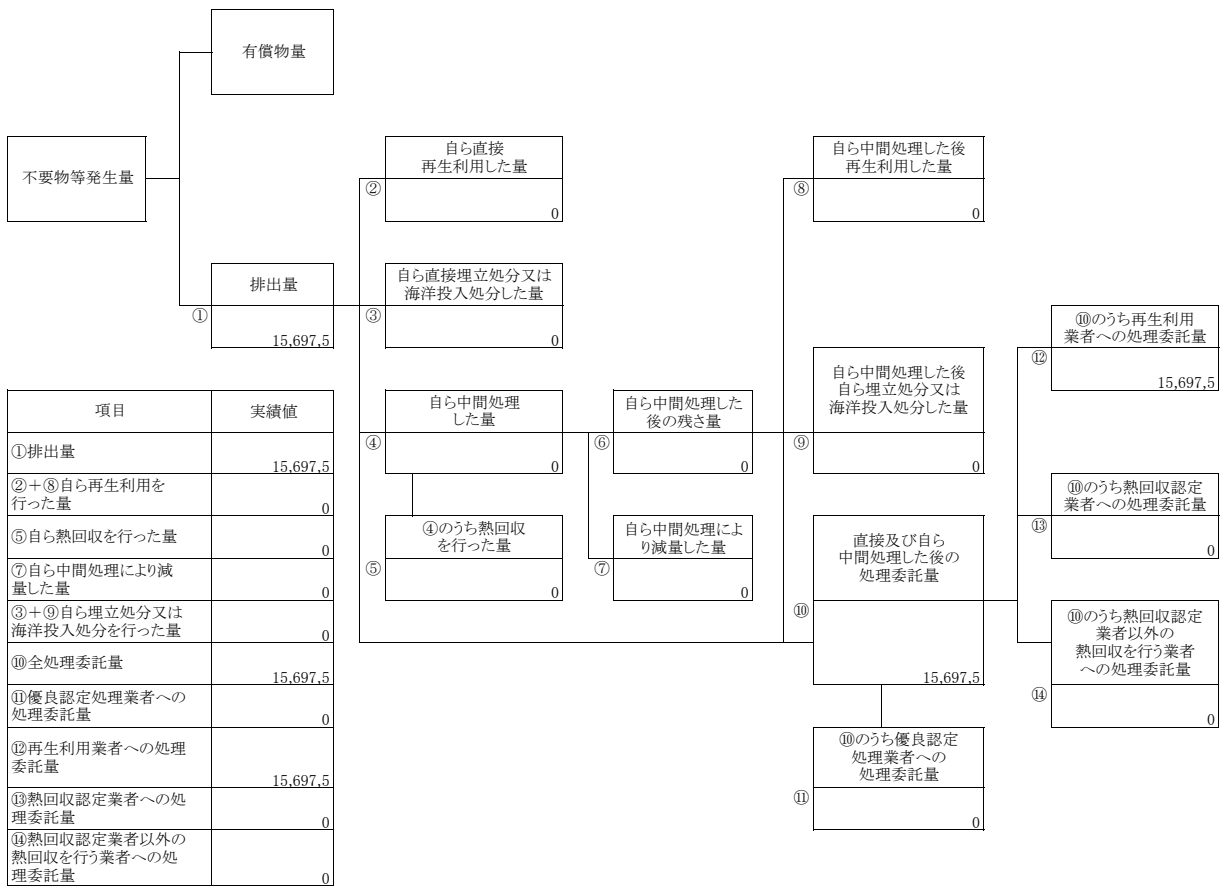 有償物量
不要物等発生量
自ら直接
再生利用した量
②
0
自ら中間処理した後
再生利用した量
⑧
0
排出量
①
15,697,5
自ら直接埋立処分又は
海洋投入処分した量
③
0
⑩のうち再生利用
業者への処理委託量
⑫
15,697,5
自ら中間処理
した量
④
0
自ら中間処理した
後の残さ量
⑥
0
自ら中間処理した後
自ら埋立処分又は
海洋投入処分した量
⑨
0
⑩のうち熱回収認定
業者への処理委託量
⑬
0
④のうち熱回収
を行った量
⑤
0
自ら中間処理によ
り減量した量
⑦
0
直接及び自ら
中間処理した後の
処理委託量
⑩
15,697,5
⑩のうち熱回収認定
業者以外の
熱回収を行う業者
への処理委託量
⑭
0
⑩のうち優良認定
処理業者への
処理委託量
⑪
0
項目 実績値
①排出量
15,697,5
②+⑧自ら再生利用を
行った量
0
⑤自ら熱回収を行った量
0
⑦自ら中間処理により減
量した量
0
③+⑨自ら埋立処分又は
海洋投入処分を行った量
0
⑩全処理委託量
15,697,5
⑪優良認定処理業者への
処理委託量
0
⑫再生利用業者への処理
委託量
15,697,5
⑬熱回収認定業者への処
理委託量
0
⑭熱回収認定業者以外の
熱回収を行う業者への処
理委託量
0